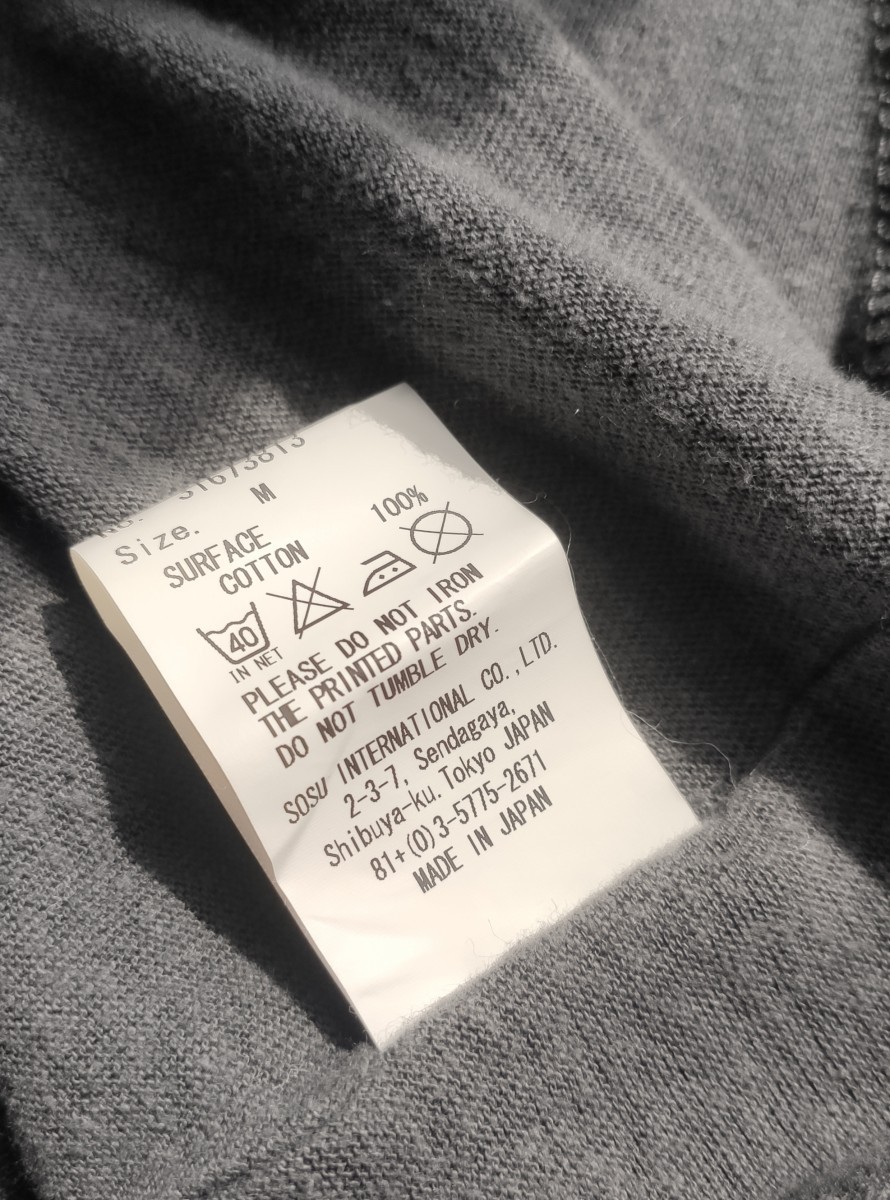 No. 31673813
Size. M
SURFACE
COTTON 100%
40
IN NET
PLEASE DO NOT IRON
THE PRINTED PARTS.
DO NOT TUMBLE DRY.
SOSU INTERNATIONAL CO.,LTD.
2-3-7, Sendagaya,
Shibuya-ku. Tokyo JAPAN
81+(0)3-5775-2671
MADE IN JAPAN